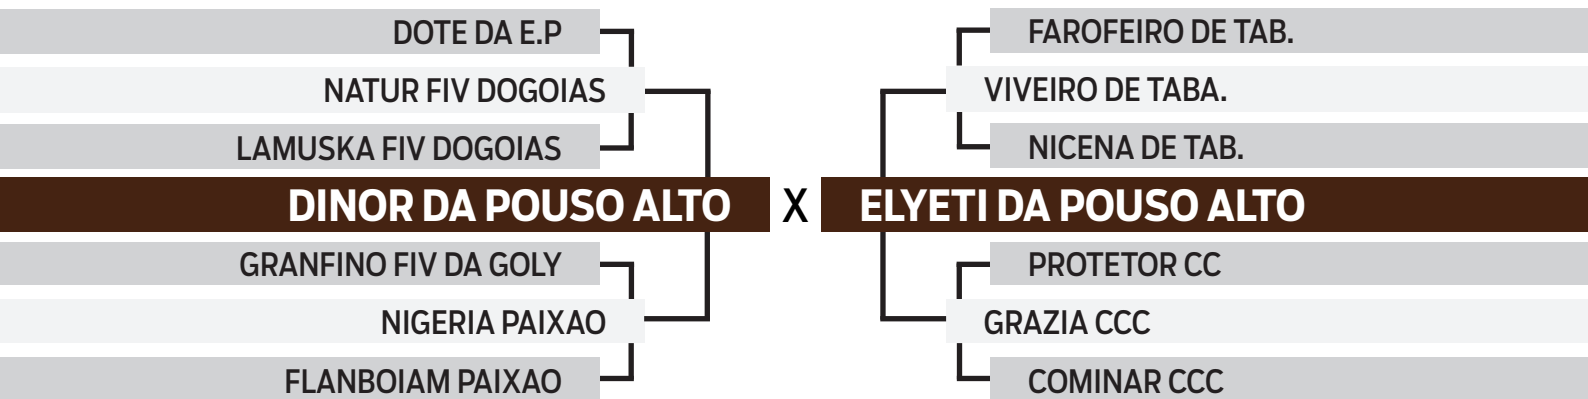 DOTE DA E.P
NATUR FIV DOGOIAS
LAMUSKA FIV DOGOIAS
FAROFEIRO DE TAB.
VIVEIRO DE TABA.
NICENA DE TAB.
DINOR DA POUSO ALTO X ELYETI DA POUSO ALTO
GRANFINO FIV DA GOLY
NIGERIA PAIXAO
FLANBOIAM PAIXAO
PROTETOR CC
GRAZIA CCC
COMINAR CCC